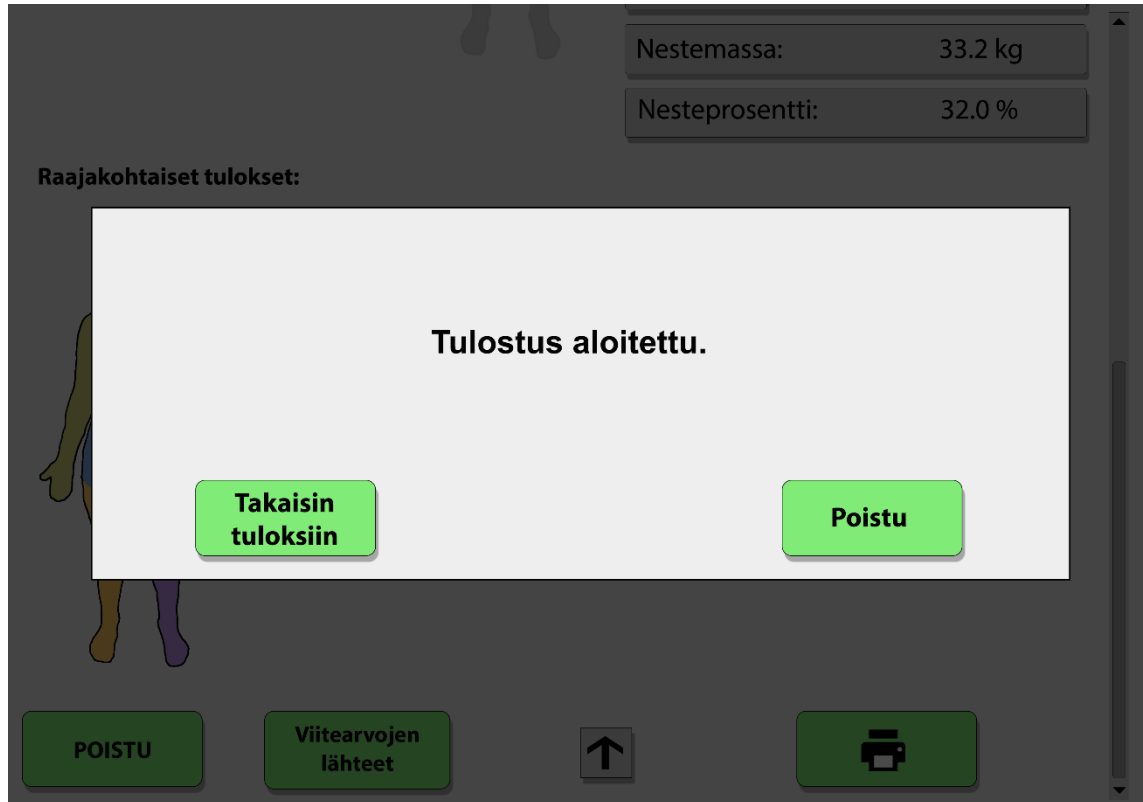 Nestemassa: 33.2 kg
Nesteprosentti: 32.0 %
Raajakohtaiset tulokset:
Tulostus aloitettu.
Takaisin
tuloksiin
Poistu
POISTU
Viitearvojen
lähteet